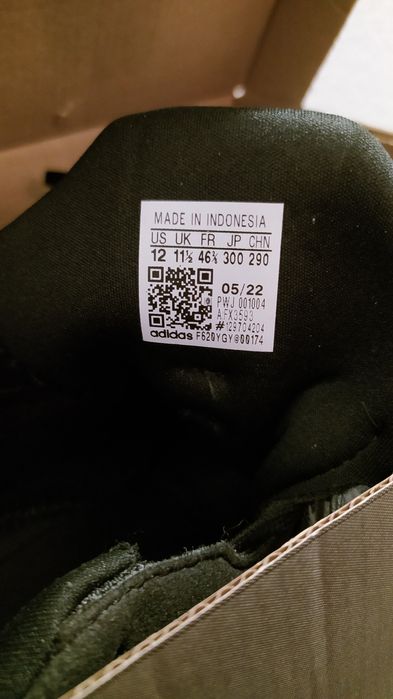 MADE IN INDONESIA
US UK FR JP CHN
12 11½ 46⅔ 300 290
05/22
PWJ 001004
AFX3593
#129704204
adidas F620YGY@00174